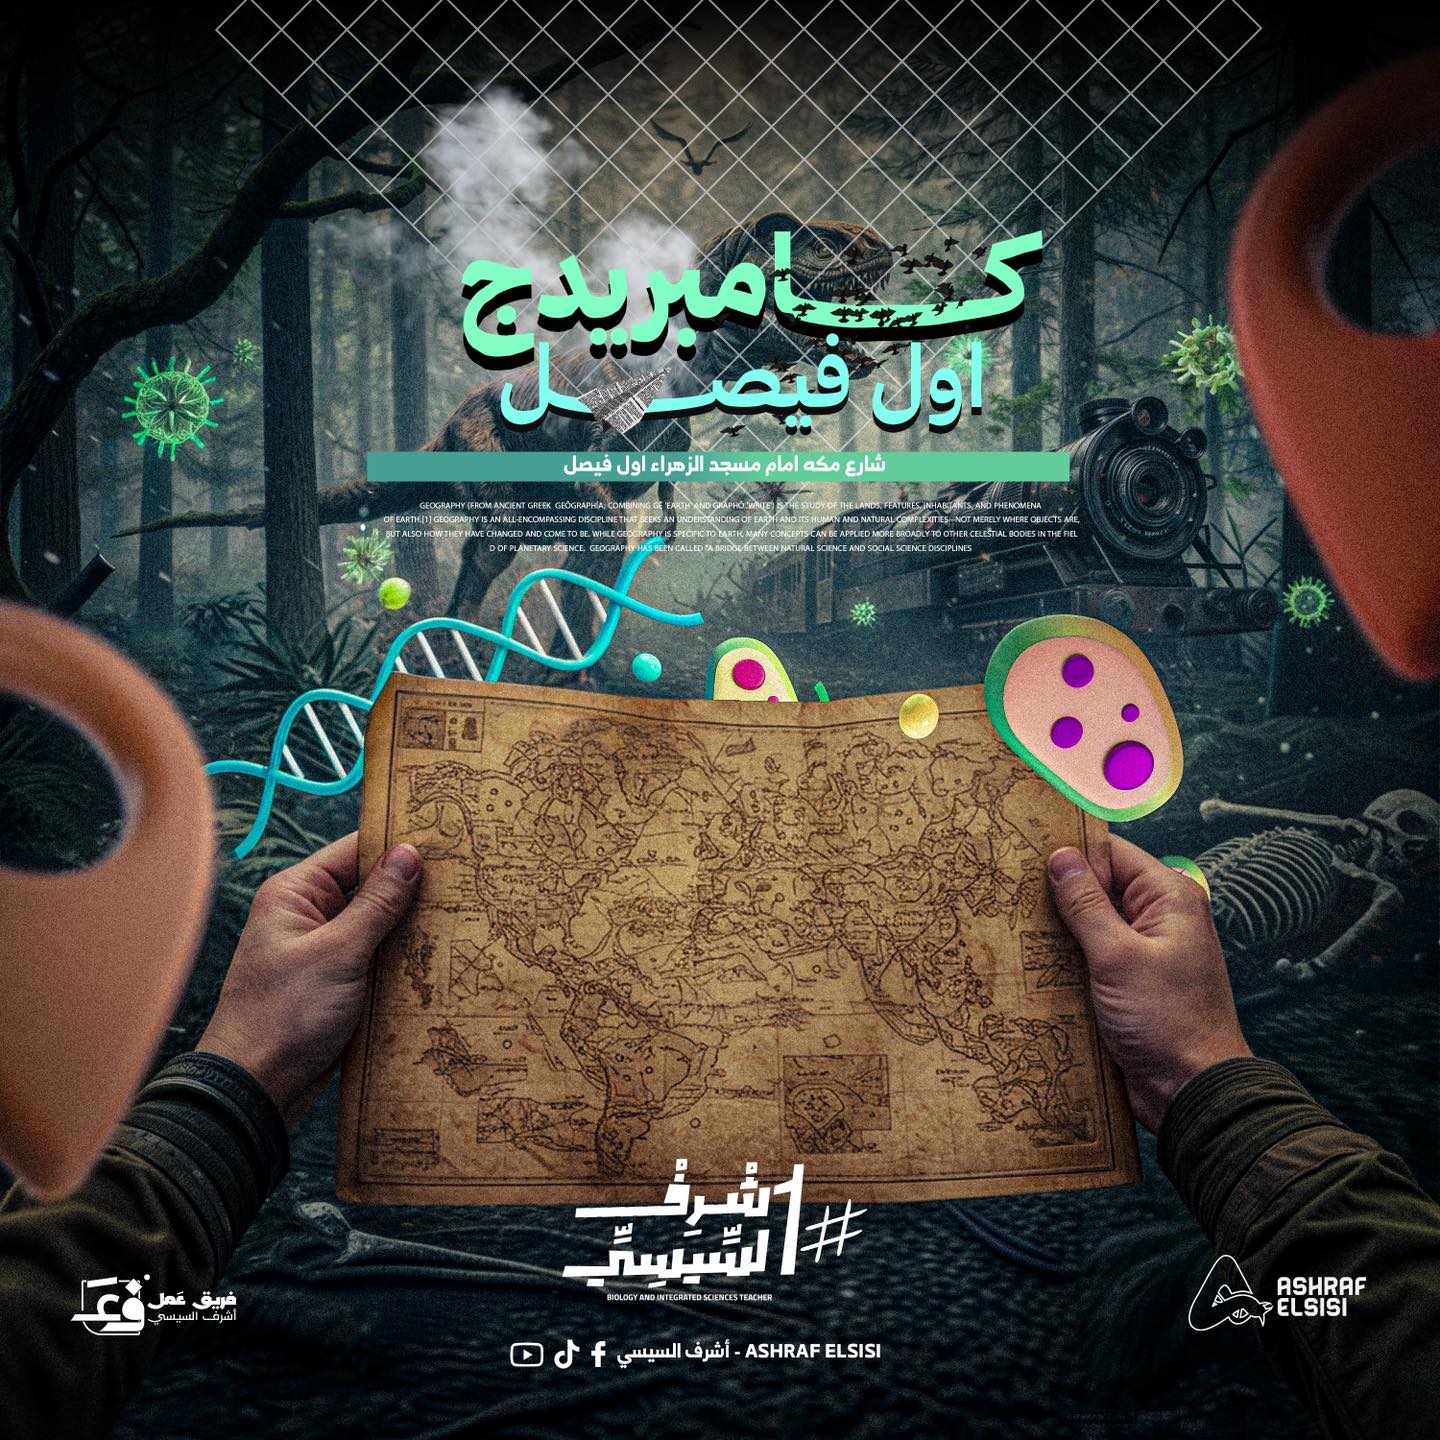 كامبريدج
اول فيصل
شارع مكه امام مسجد الزهراء اول فيصل
GEOGRAPHY (FROM ANCIENT GREEK GEŌGRAPHÍA; COMBINING GÊ 'EARTH' AND GRÁPHŌ 'WRITE') IS THE STUDY OF THE LANDS, FEATURES, INHABITANTS, AND PHENOMENA
OF EARTH.[1] GEOGRAPHY IS AN ALL-ENCOMPASSING DISCIPLINE THAT SEEKS AN UNDERSTANDING OF EARTH AND ITS HUMAN AND NATURAL COMPLEXITIES—NOT MERELY WHERE OBJECTS ARE,
BUT ALSO HOW THEY HAVE CHANGED AND COME TO BE. WHILE GEOGRAPHY IS SPECIFIC TO EARTH, MANY CONCEPTS CAN BE APPLIED MORE BROADLY TO OTHER CELESTIAL BODIES IN THE FIEL
D OF PLANETARY SCIENCE. GEOGRAPHY HAS BEEN CALLED "A BRIDGE BETWEEN NATURAL SCIENCE AND SOCIAL SCIENCE DISCIPLINES
#1شرف
السيسي
BIOLOGY AND INTEGRATED SCIENCES TEACHER
فريق عمل
أشرف السيسي
ASHRAF
ELSISI
أشرف السيسي - ASHRAF ELSISI